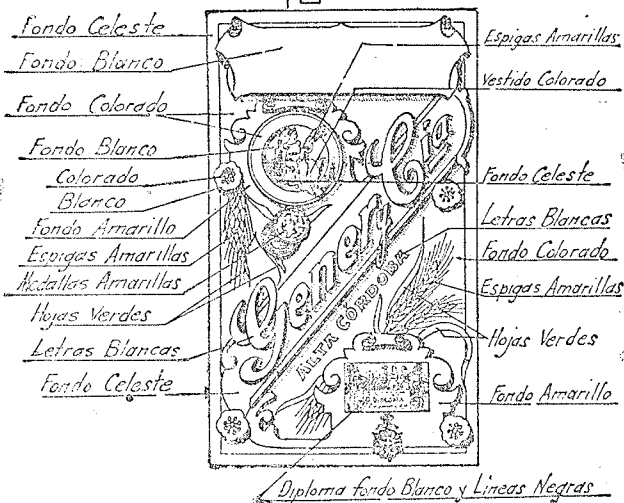 Fondo Celeste
Fondo Blanco
Fondo Colorado
Fondo Blanco
Colorado
Blanco
Fondo Amarillo
Espigas Amarillas
Medallas Amarillas
Hojas Verdes
Letras Blancas
Fondo Celeste
Genery
Cia
ALTA CORDOBA
Espigas Amarillas
Vestido Colorado
Fondo Celeste
Letras Blancas
Fondo Colorado
Espigas Amarillas
Hojas Verdes
Fondo Amarillo
Diploma fondo Blanco y Lineas Negras